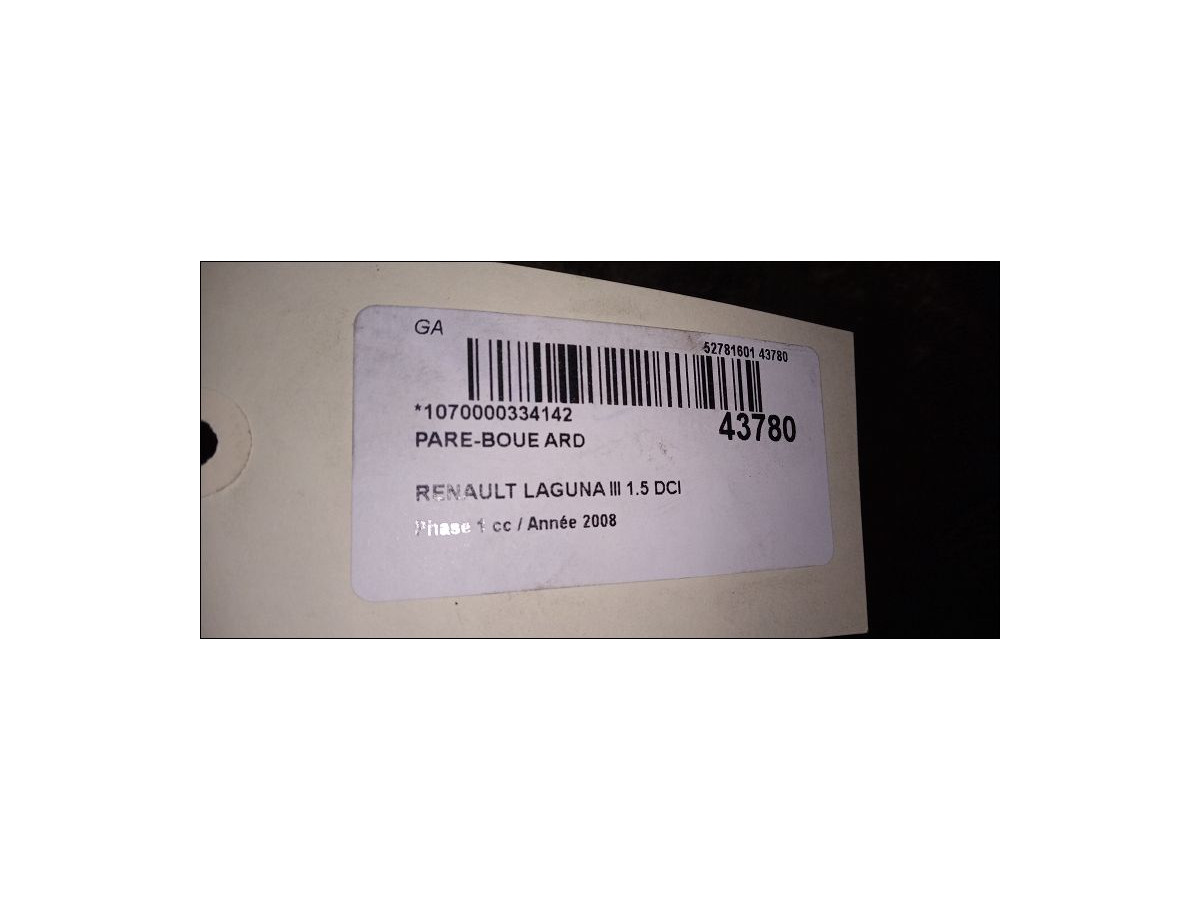 GA
52781601 43780
*1070000334142
43780
PARE-BOUE ARD
RENAULT LAGUNA III 1.5 DCI
Phase 1 cc / Année 2008